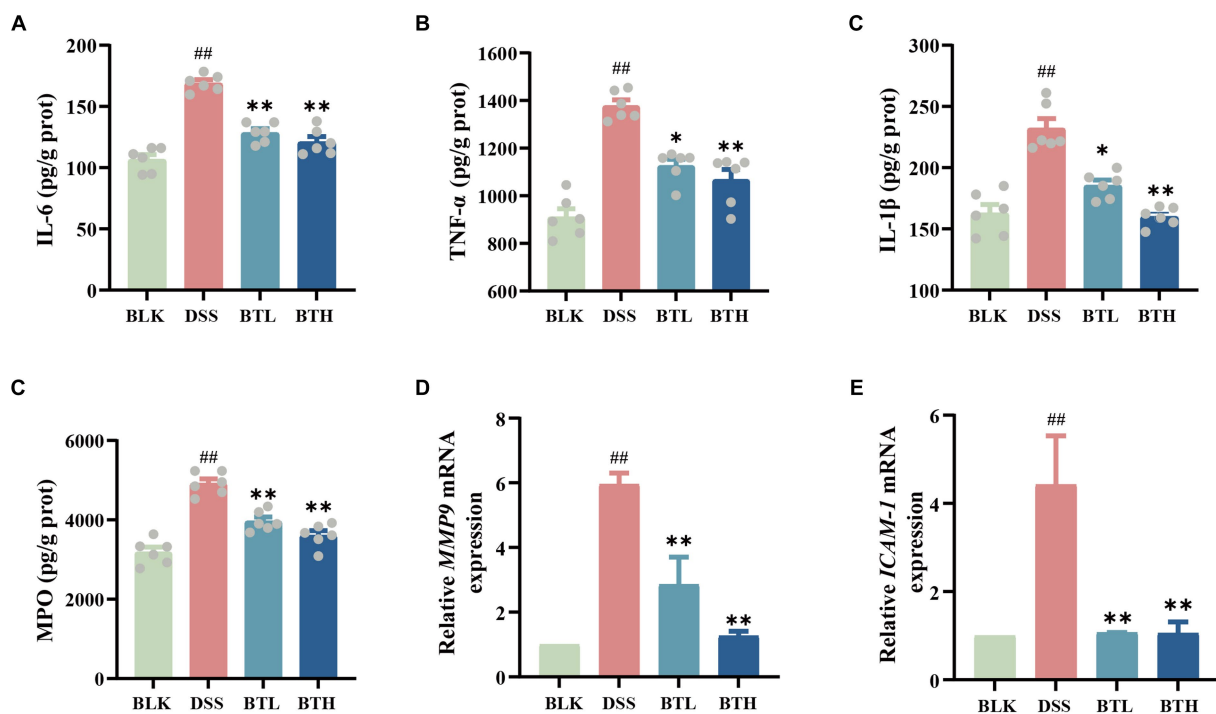 A
IL-6 (pg/g prot)
200
150
100
50
0
##
**
**
BLK DSS BTL BTH
B
TNF-α (pg/g prot)
1600
1400
1200
1000
800
600
##
*
**
BLK DSS BTL BTH
C
IL-1β (pg/g prot)
300
250
200
150
100
##
*
**
BLK DSS BTL BTH
C
MPO (pg/g prot)
6000
4000
2000
0
##
**
**
BLK DSS BTL BTH
D
Relative MMP9 mRNA
expression
8
6
4
2
0
##
**
**
BLK DSS BTL BTH
E
Relative ICAM-1 mRNA
expression
6
4
2
0
##
**
**
BLK DSS BTL BTH